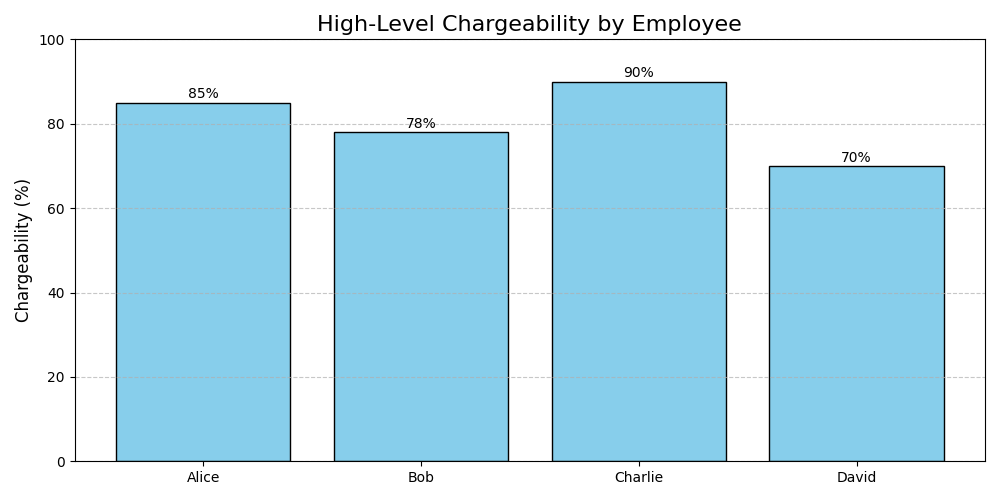 High-Level Chargeability by Employee
Chargeability (%)
100
80
60
40
20
0
85%
78%
90%
70%
Alice
Bob
Charlie
David